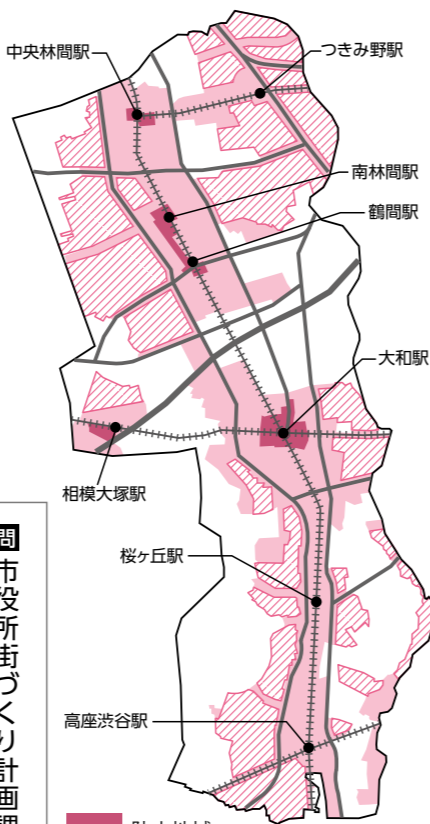 中央林間駅
つきみ野駅
南林間駅
鶴間駅
大和駅
相模大塚駅
桜ヶ丘駅
高座渋谷駅
問市役所街づくり計画課